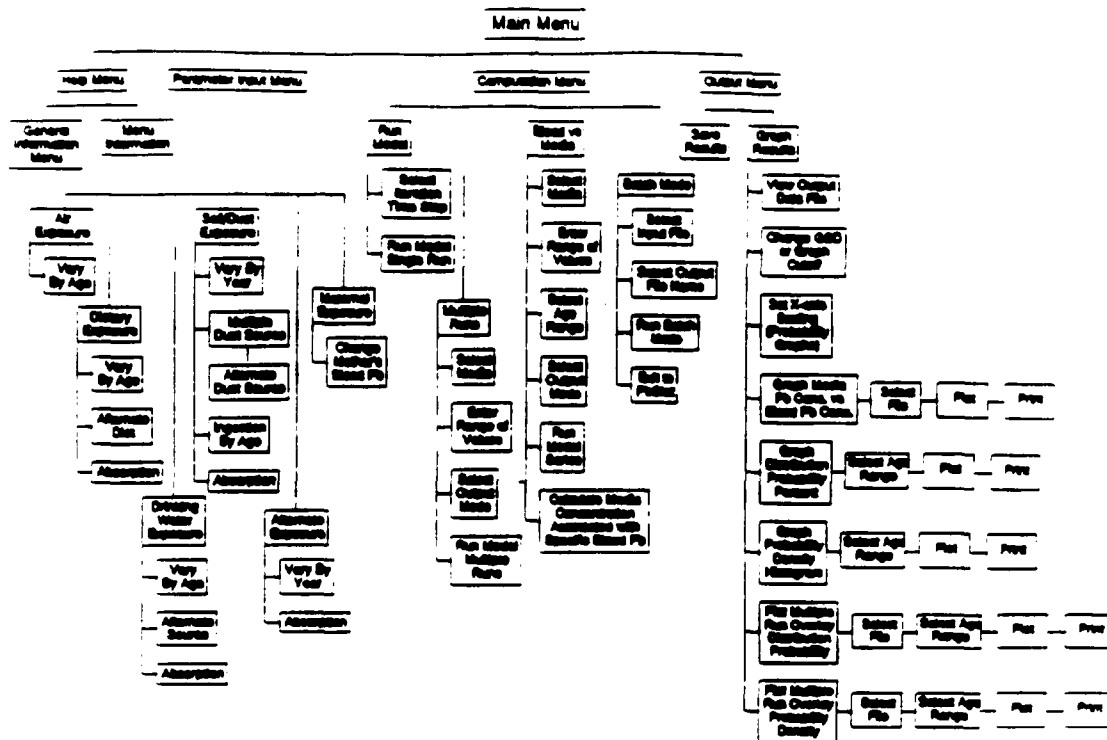 Main Menu
Help Menu
Parameter Input Menu
Computation Menu
Output Menu
General
Information
Menu
Menu
Information
Run
Model
Blood vs
Media
Save
Results
Graph
Results
Select
Iteration
Time Step
Run Model
Single Run
Multiple
Runs
Select
Media
Enter
Range of
Values
Select
Output
Mode
Run Model
Multiple
Runs
Select
Media
Enter
Range of
Values
Select
Age
Range
Select
Output
Mode
Run
Model
Series
Calculate Media
Concentration
Associated with
Specific Blood Pb
Batch Mode
Select
Input File
Select Output
File Name
Run Batch
Mode
Exit to
Air
Exposure
Vary
By Age
Dietary
Exposure
Vary
By Age
Alternate
Diet
Absorption
Drinking
Water
Exposure
Vary
By Age
Alternate
Source
Absorption
Soil/Dust
Exposure
Vary By
Year
Multiple
Dust Source
Alternate
Dust Source
Ingestion
By Age
Absorption
Alternate
Exposure
Vary By
Year
Absorption
Maternal
Exposure
Change
Mother's
Blood Pb
View Output
Data File
Change GSD
or Graph
Cutoff
Set X-axis
Scaling
(Probability
Graphs)
Graph Media
Pb Conc. vs
Blood Pb Conc.
Select
File
Plot
Print
Graph
Distribution
Probability
Percent
Select Age
Range
Plot
Print
Graph
Probability
Density
Histogram
Select Age
Range
Plot
Print
Plot Multiple
Run Overlay
Distribution
Probability
Select
File
Select Age
Range
Plot
Print
Plot Multiple
Run Overlay
Probability
Density
Select
File
Select Age
Range
Plot
Print